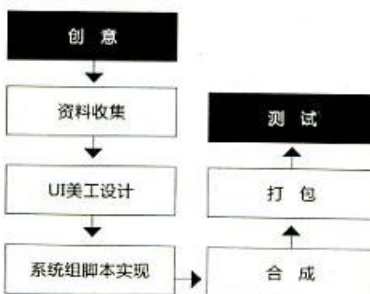 创 意
资料收集
UI美工设计
系统组脚本实现
合 成
打 包
测 试